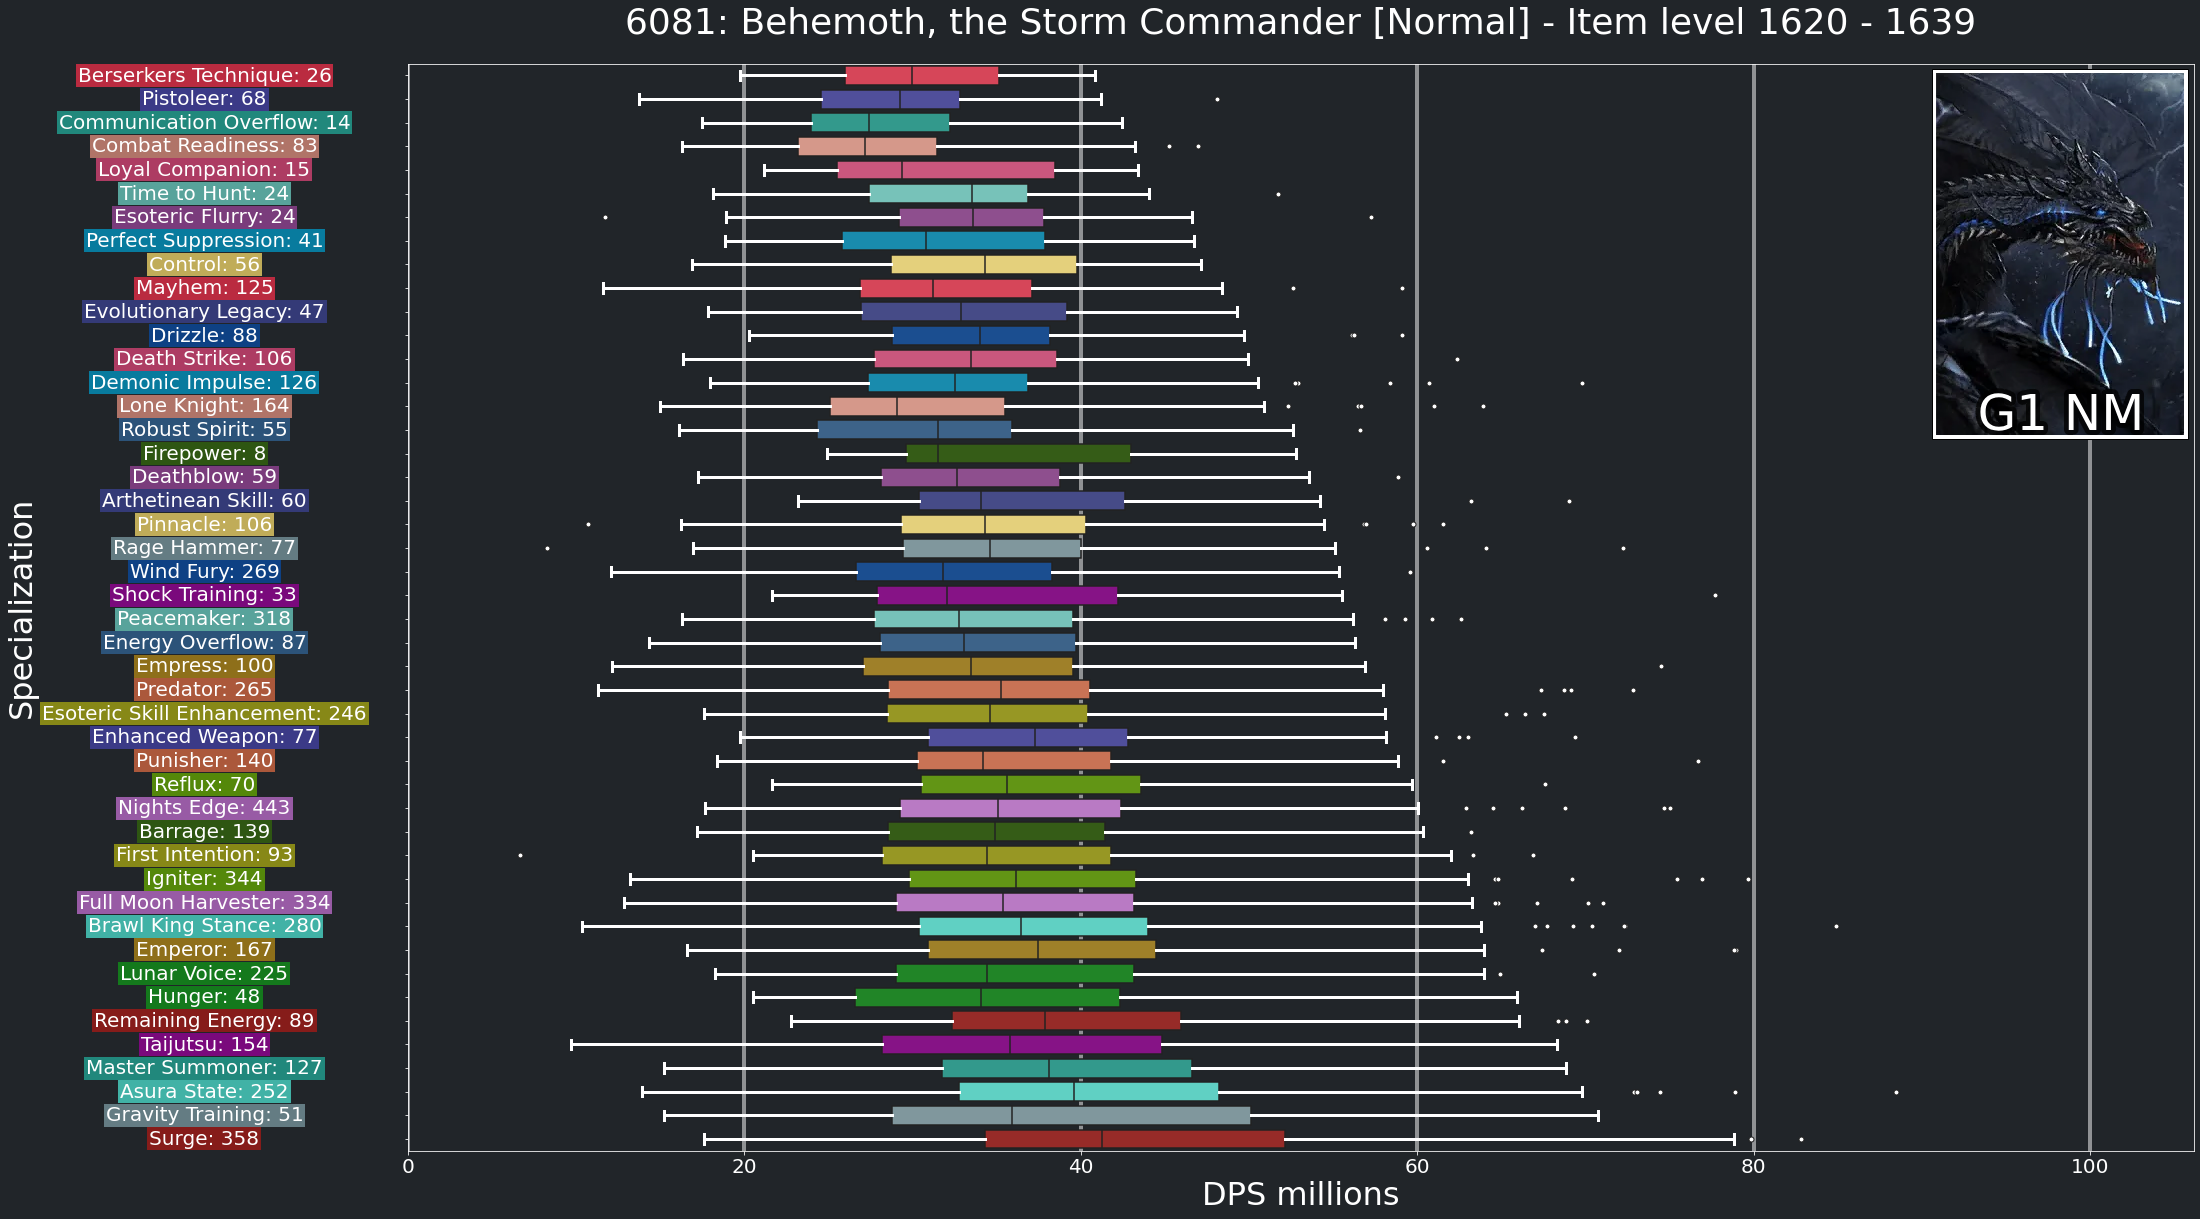 6081: Behemoth, the Storm Commander [Normal] - Item level 1620 - 1639
Berserkers Technique: 26
Pistoleer: 68
Communication Overflow: 14
Combat Readiness: 83
Loyal Companion: 15
Time to Hunt: 24
Esoteric Flurry: 24
Perfect Suppression: 41
Control: 56
Mayhem: 125
Evolutionary Legacy: 47
Drizzle: 88
Death Strike: 106
Demonic Impulse: 126
Lone Knight: 164
Robust Spirit: 55
Firepower: 8
Deathblow: 59
Arthetinean Skill: 60
Pinnacle: 106
Rage Hammer: 77
Wind Fury: 269
Shock Training: 33
Peacemaker: 318
Energy Overflow: 87
Empress: 100
Predator: 265
Esoteric Skill Enhancement: 246
Enhanced Weapon: 77
Punisher: 140
Reflux: 70
Nights Edge: 443
Barrage: 139
First Intention: 93
Igniter: 344
Full Moon Harvester: 334
Brawl King Stance: 280
Emperor: 167
Lunar Voice: 225
Hunger: 48
Remaining Energy: 89
Taijutsu: 154
Master Summoner: 127
Asura State: 252
Gravity Training: 51
Surge: 358
Specialization
G1 NM
0 20 40 60 80 100
DPS millions